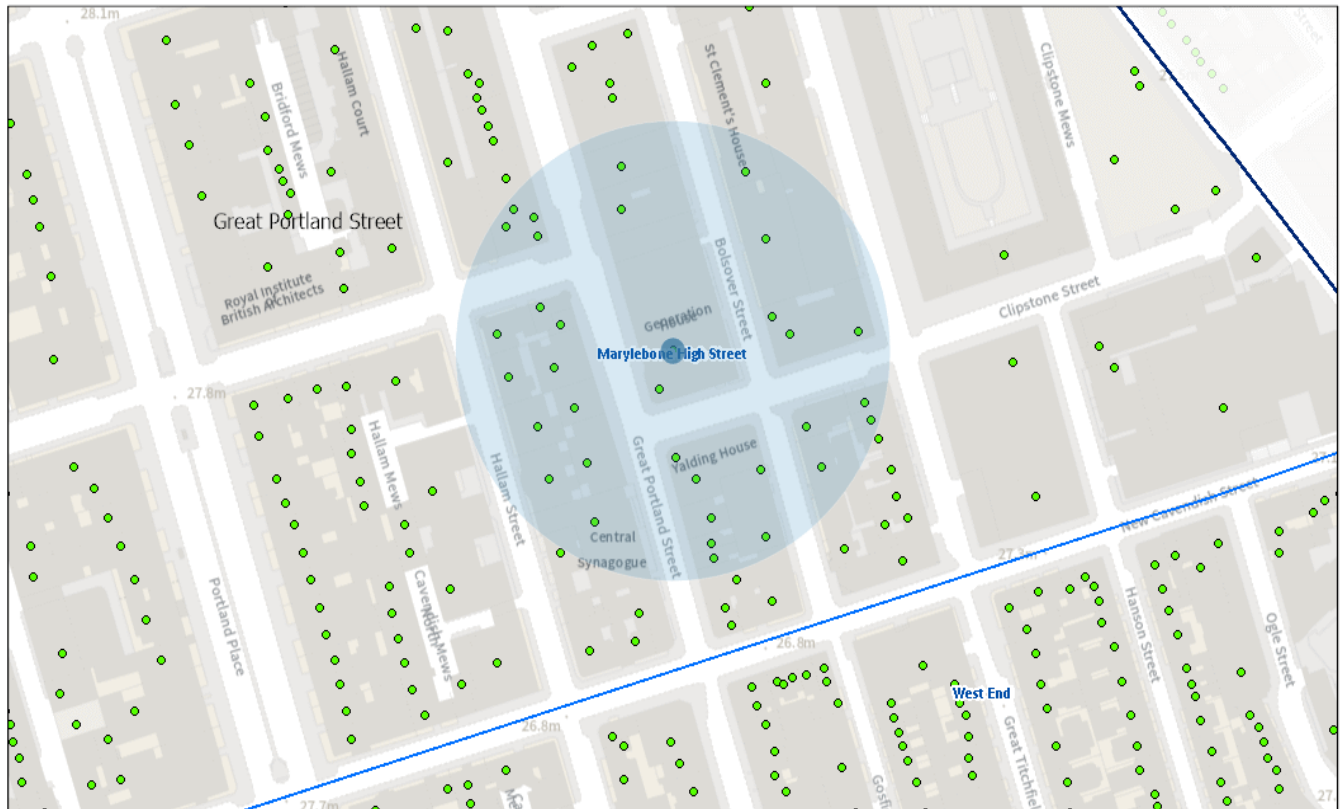 28.1m
Hallam Court
Bridford Mews
St Clement's House
Clipstone Mews
Street
Great Portland Street
Royal Institute
Of
British Architects
Bolsover Street
Clipstone Street
Generation
House
Marylebone High Street
27.8m
Hallam Mews
Hallam Street
Great Portland Street
Yalding House
New Cavendish Street
Central
Synagogue
27.3m
Portland Place
Cavendish Mews
North
Hanson Street
Ogle Street
26.8m
West End
26.8m
Great Titchfield
27.7m